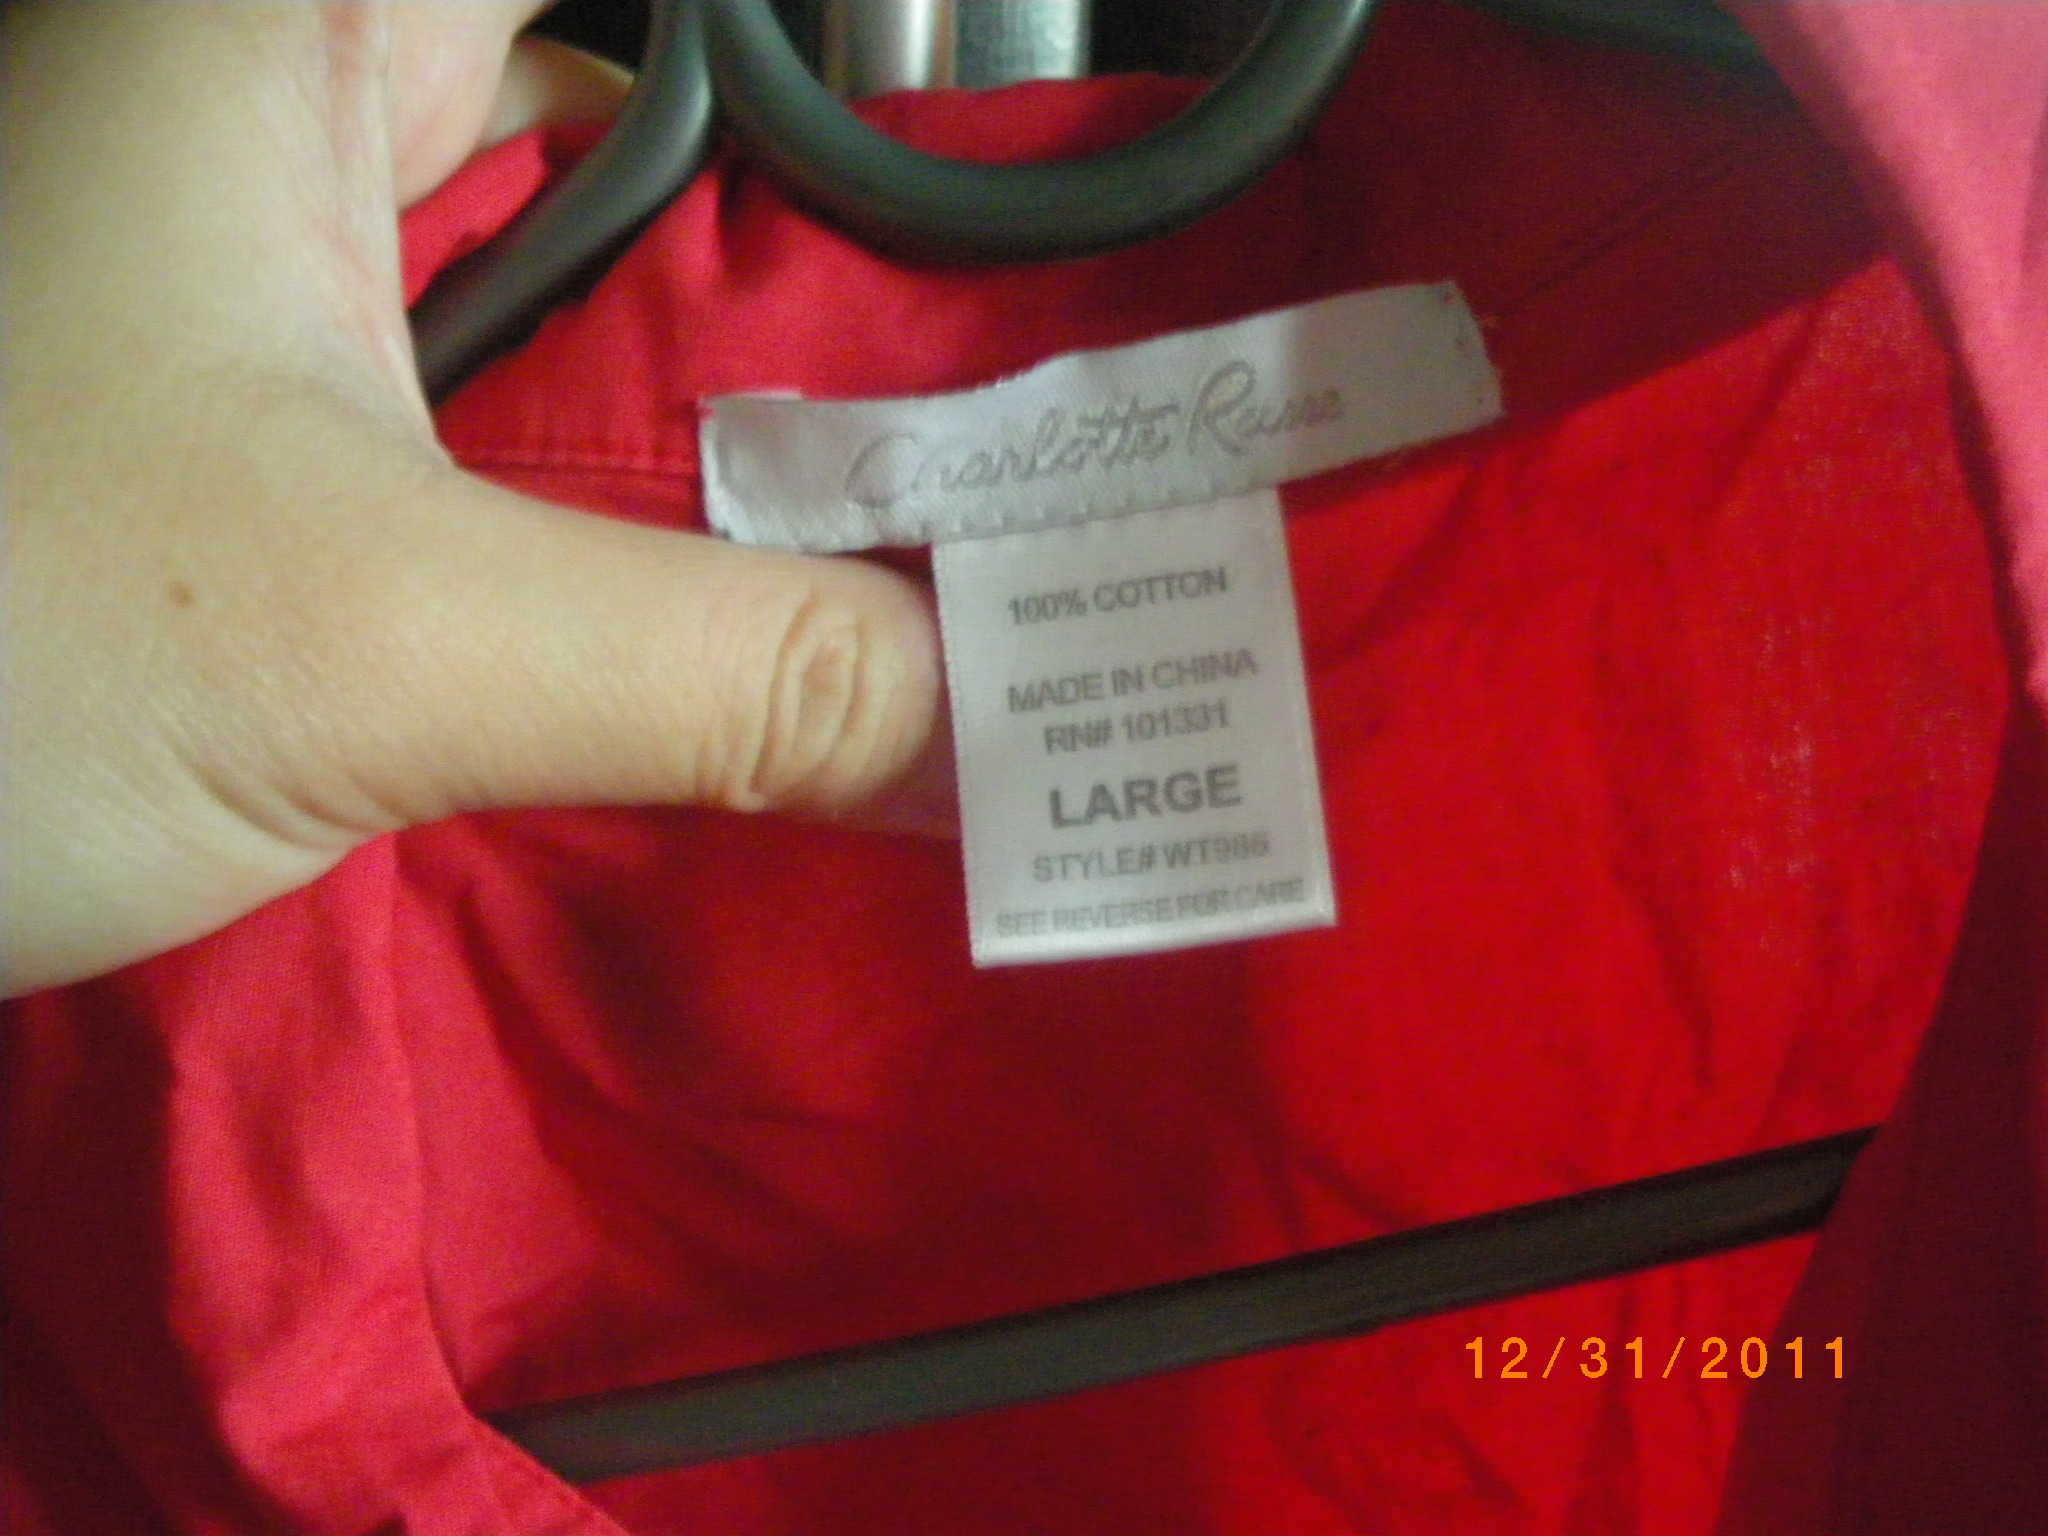 Charlotte Russe
100% COTTON
MADE IN CHINA
RN# 101331
LARGE
STYLE# WT986
SEE REVERSE FOR CARE
12/31/2011